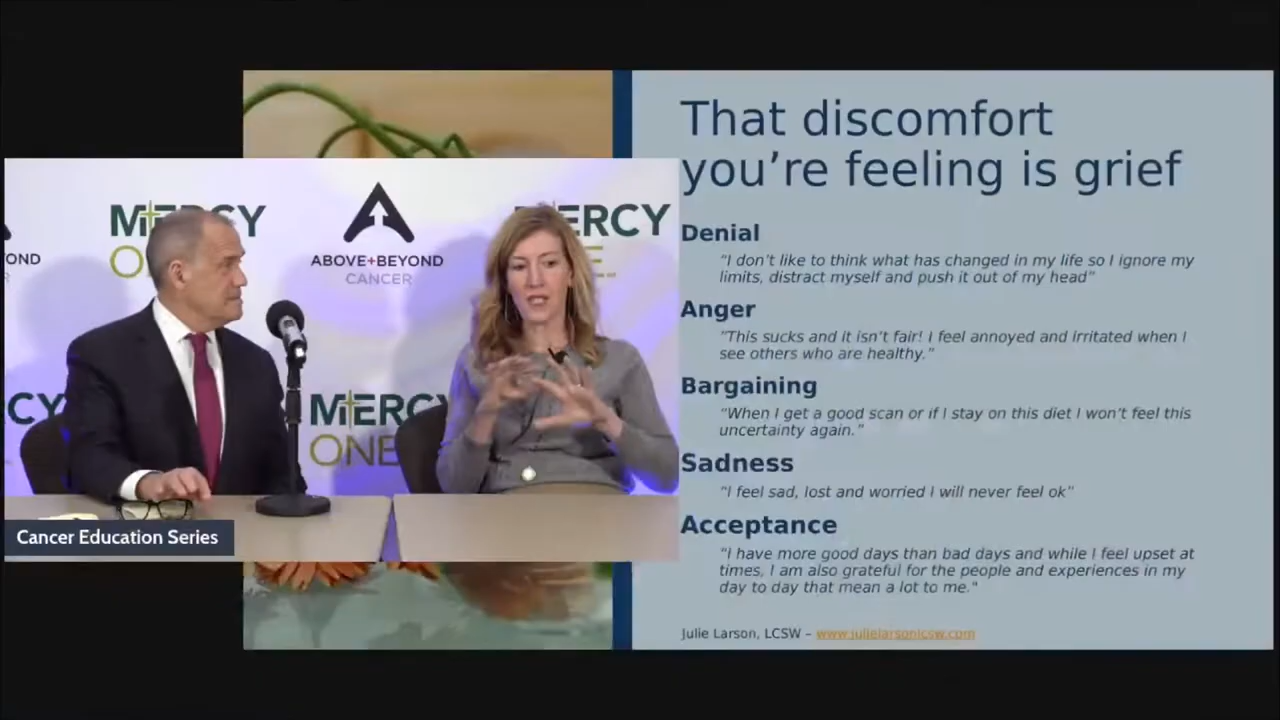 That discomfort
you’re feeling is grief
Denial
“I don’t like to think what has changed in my life so I ignore my
limits, distract myself and push it out of my head”
Anger
“This sucks and it isn’t fair! I feel annoyed and irritated when I
see others who are healthy.”
Bargaining
“When I get a good scan or if I stay on this diet I won’t feel this
uncertainty again.”
Sadness
“I feel sad, lost and worried I will never feel ok”
Acceptance
“I have more good days than bad days and while I feel upset at
times, I am also grateful for the people and experiences in my
day to day that mean a lot to me."
Julie Larson, LCSW – www.julielarsonlcsw.com
MERCY
ABOVE+BEYOND
CANCER
ERCY
OND
ER
CY
MERCY
ONE
Cancer Education Series